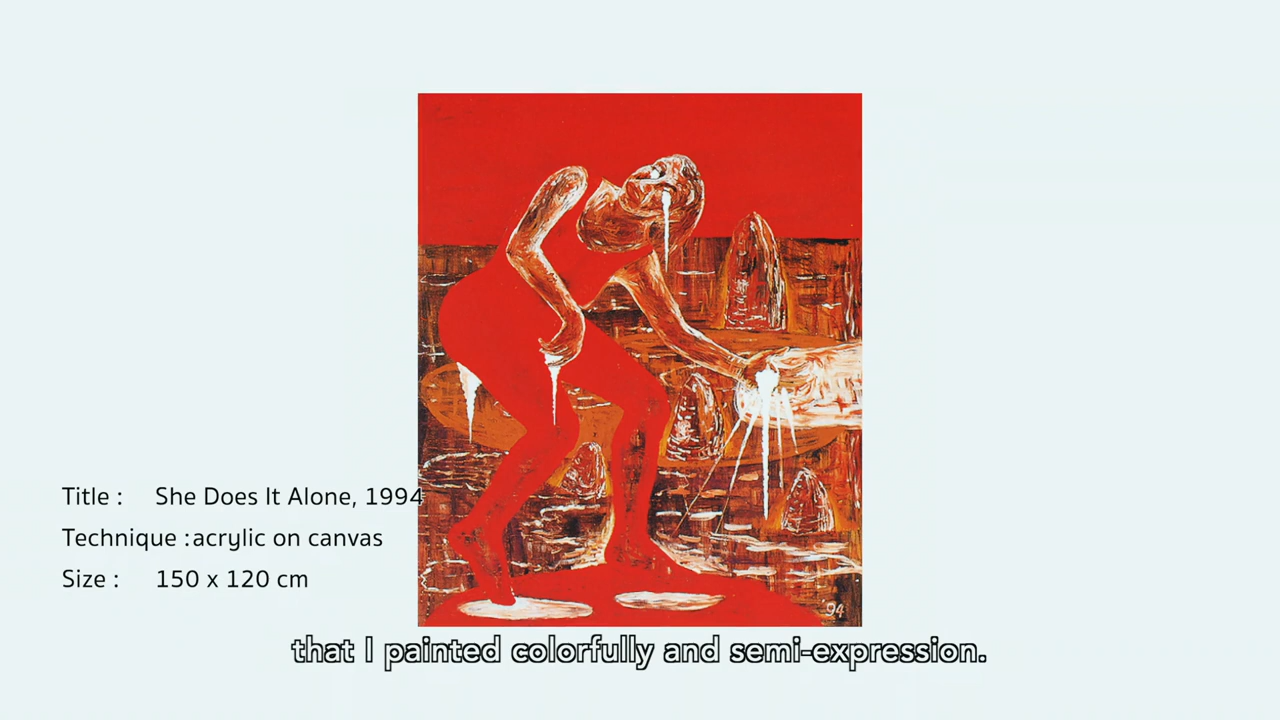 Title : She Does It Alone, 1994
Technique : acrylic on canvas
Size : 150 x 120 cm
'94
that I painted colorfully and semi-expression.